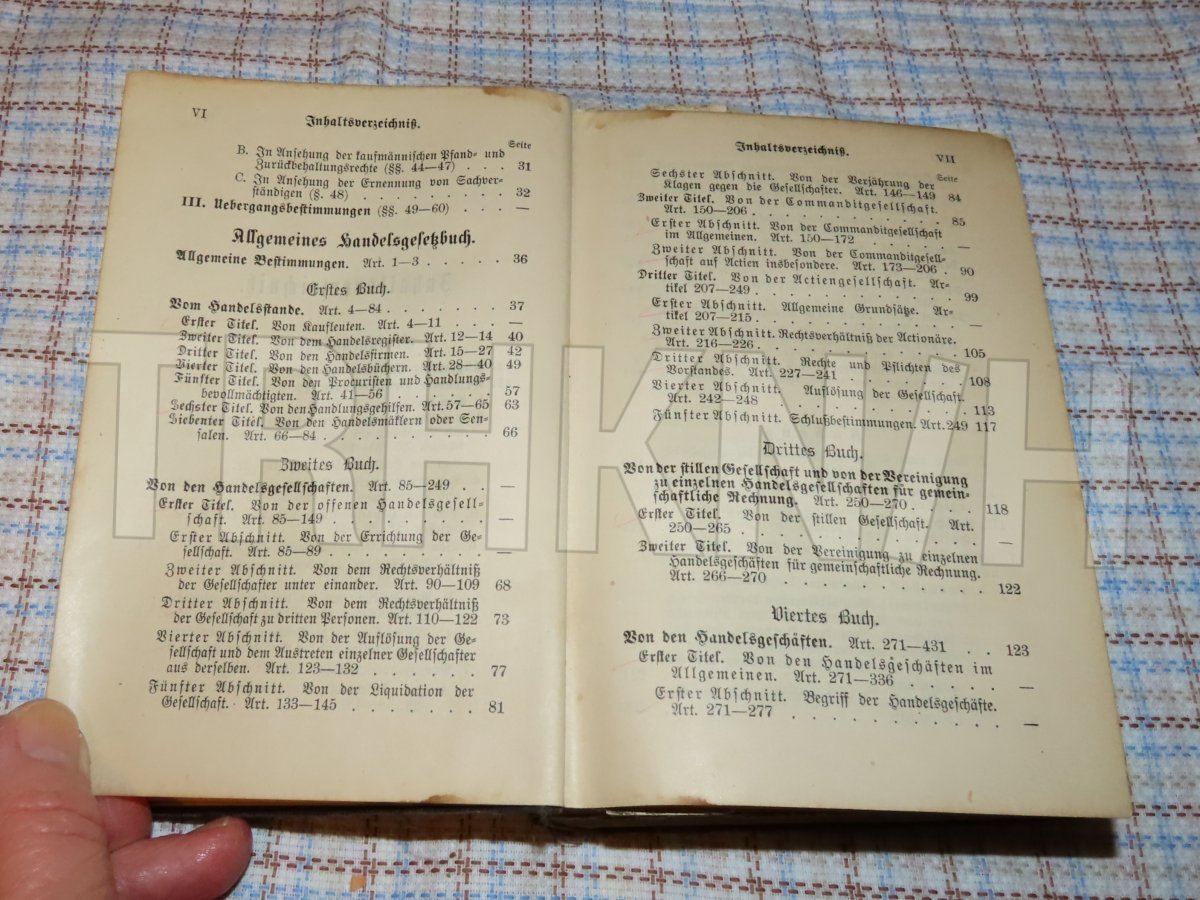 VI
Inhaltsverzeichniß.
Seite
B. In Ansehung der kaufmännischen Pfand- und
Zurückbehaltungsrechte (§§. 44—47) . . . 31
C. In Ansehung der Ernennung von Sachver-
ständigen (§. 48) . . . . . . . . . 32
III. Uebergangsbestimmungen (§§. 49—60) . . . —
Allgemeines Handelsgesetzbuch.
Allgemeine Bestimmungen. Art. 1—3 . . . . . . 36
Erstes Buch.
Vom Handelsstande. Art. 4—84 . . . . . . . . 37
Erster Titel. Von Kaufleuten. Art. 4—11 . . . —
Zweiter Titel. Von dem Handelsregister. Art. 12—14 40
Dritter Titel. Von den Handelsfirmen. Art. 15—27 42
Vierter Titel. Von den Handelsbüchern. Art. 28—40 49
Fünfter Titel. Von den Procuristen und Handlungs-
bevollmächtigten. Art. 41—56 . . . . . . . 57
Sechster Titel. Von den Handlungsgehilfen. Art. 57—65 63
Siebenter Titel. Von den Handelsmäklern oder Sen-
salen. Art. 66—84 . . . . . . . . . . 66
Zweites Buch.
Von den Handelsgesellschaften. Art. 85—249 . . —
Erster Titel. Von der offenen Handelsgesell-
schaft. Art. 85—149 . . . . . . . . . —
Erster Abschnitt. Von der Errichtung der Ge-
sellschaft. Art. 85—89 . . . . . . . . —
Zweiter Abschnitt. Von dem Rechtsverhältniß
der Gesellschafter unter einander. Art. 90—109 68
Dritter Abschnitt. Von dem Rechtsverhältniß
der Gesellschaft zu dritten Personen. Art. 110—122 73
Vierter Abschnitt. Von der Auflösung der Ge-
sellschaft und dem Austreten einzelner Gesellschafter
aus derselben. Art. 123—132 . . . . . . . 77
Fünfter Abschnitt. Von der Liquidation der
Gesellschaft. Art. 133—145 . . . . . . . 81
Inhaltsverzeichniß.
VII
Seite
Sechster Abschnitt. Von der Verjährung der
Klagen gegen die Gesellschafter. Art. 146—149 84
Zweiter Titel. Von der Commanditgesellschaft.
Art. 150—206 . . . . . . . . . . . . 85
Erster Abschnitt. Von der Commanditgesellschaft
im Allgemeinen. Art. 150—172 . . . . . . —
Zweiter Abschnitt. Von der Commanditgesell-
schaft auf Actien insbesondere. Art. 173—206 . 90
Dritter Titel. Von der Actiengesellschaft. Ar-
tikel 207—249 . . . . . . . . . . . . 99
Erster Abschnitt. Allgemeine Grundsätze. Ar-
tikel 207—215 . . . . . . . . . . . —
Zweiter Abschnitt. Rechtsverhältniß der Actionäre.
Art. 216—226 . . . . . . . . . . . 105
Dritter Abschnitt. Rechte und Pflichten des
Vorstandes. Art. 227—241 . . . . . . . 108
Vierter Abschnitt. Auflösung der Gesellschaft.
Art. 242—248 . . . . . . . . . . . 113
Fünfter Abschnitt. Schlußbestimmungen. Art. 249 117
Drittes Buch.
Von der stillen Gesellschaft und von der Vereinigung
zu einzelnen Handelsgeschäften für gemein-
schaftliche Rechnung. Art. 250—270 . . . . . 118
Erster Titel. Von der stillen Gesellschaft. Art.
250—265 . . . . . . . . . . . . . —
Zweiter Titel. Von der Vereinigung zu einzelnen
Handelsgeschäften für gemeinschaftliche Rechnung.
Art. 266—270 . . . . . . . . . . . 122
Viertes Buch.
Von den Handelsgeschäften. Art. 271—431 . . 123
Erster Titel. Von den Handelsgeschäften im
Allgemeinen. Art. 271—336 . . . . . . . —
Erster Abschnitt. Begriff der Handelsgeschäfte.
Art. 271—277 . . . . . . . . . . . —